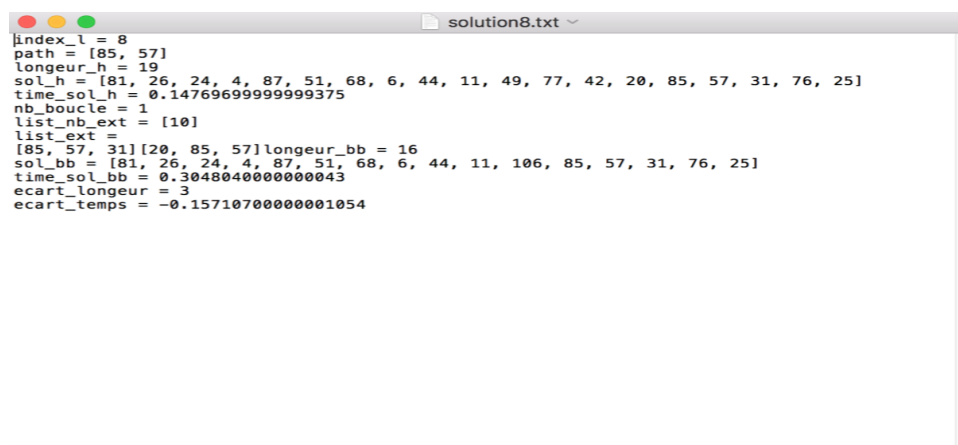 solution8.txt
index_l = 8
path = [85, 57]
longeur_h = 19
sol_h = [81, 26, 24, 4, 87, 51, 68, 6, 44, 11, 49, 77, 42, 20, 85, 57, 31, 76, 25]
time_sol_h = 0.14769699999999375
nb_boucle = 1
list_nb_ext = [10]
list_ext =
[85, 57, 31][20, 85, 57]longeur_bb = 16
sol_bb = [81, 26, 24, 4, 87, 51, 68, 6, 44, 11, 106, 85, 57, 31, 76, 25]
time_sol_bb = 0.3048040000000043
ecart_longeur = 3
ecart_temps = -0.15710700000001054